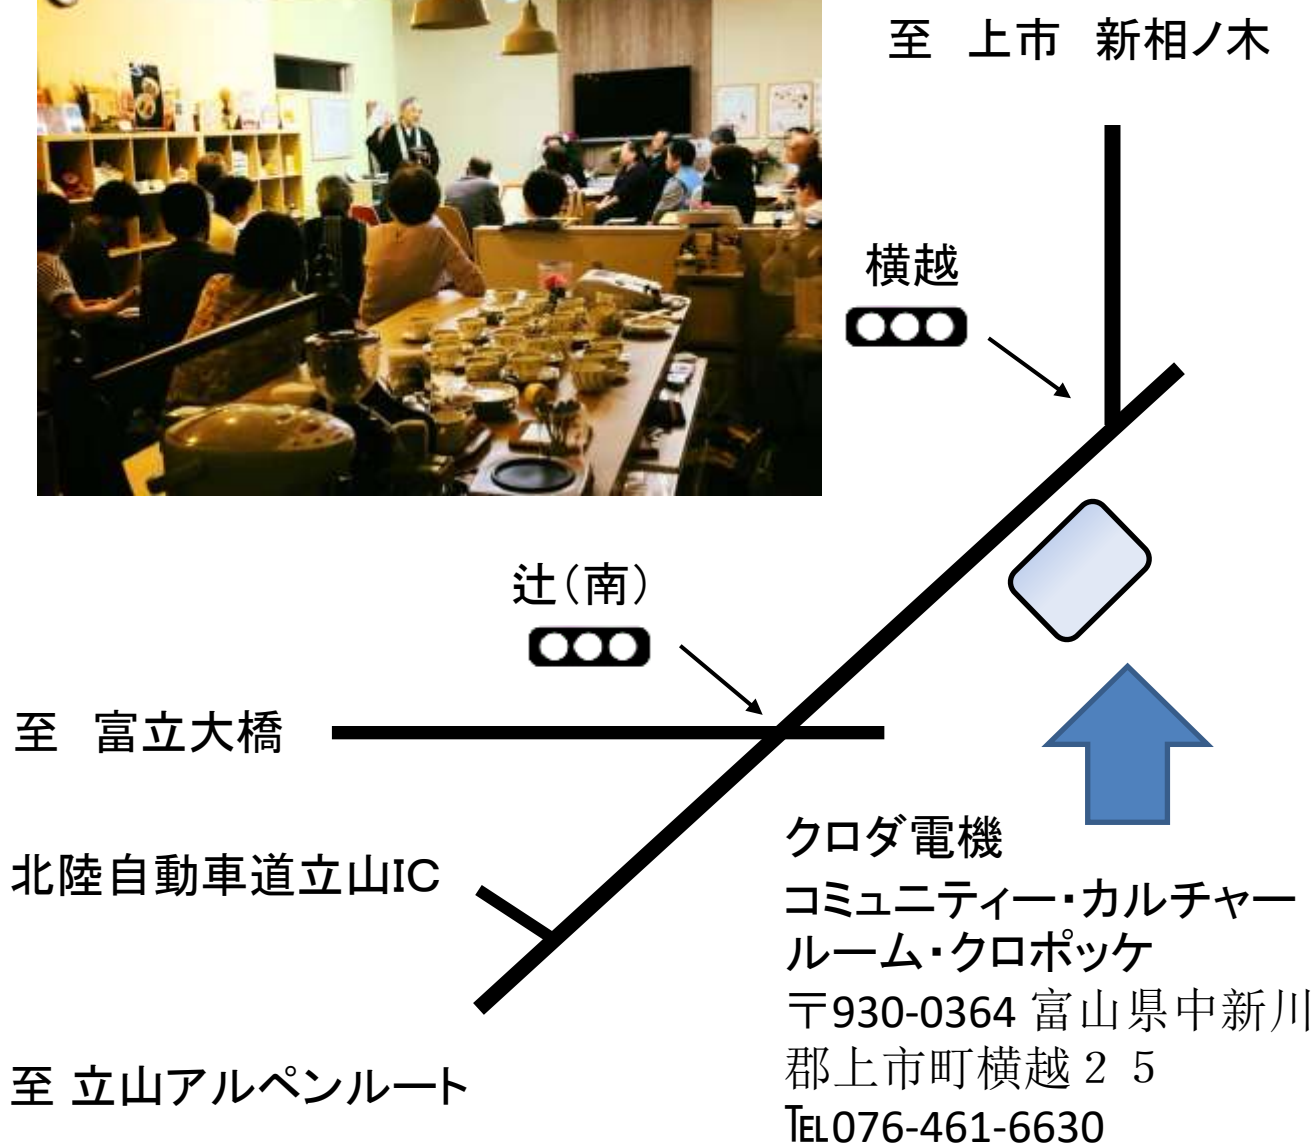 至　上市　新相ノ木
横越
辻（南）
至　富立大橋
北陸自動車道立山IC
至 立山アルペンルート
クロダ電機
コミュニティー・カルチャー
ルーム・クロポッケ
〒930-0364 富山県中新川
郡上市町横越２５
℡076-461-6630